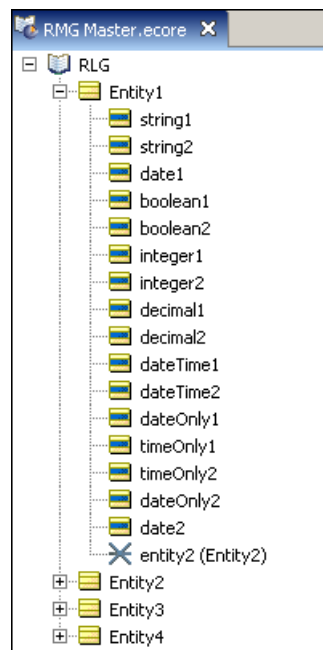 RMG Master.ecore
RLG
Entity1
string1
string2
date1
boolean1
boolean2
integer1
integer2
decimal1
decimal2
dateTime1
dateTime2
dateOnly1
timeOnly1
timeOnly2
dateOnly2
date2
entity2 (Entity2)
Entity2
Entity3
Entity4